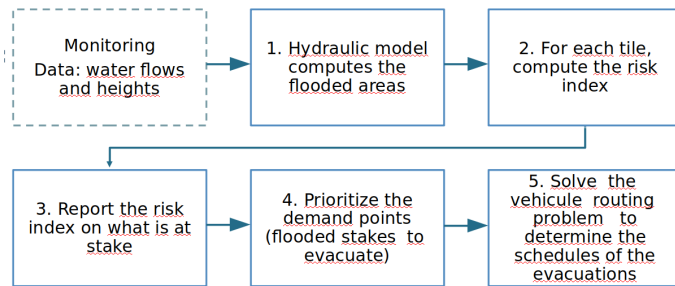 Monitoring
Data: water flows
and heights
1. Hydraulic model
computes the
flooded areas
2. For each tile,
compute the risk
index
3. Report the risk
index on what is at
stake
4. Prioritize the
demand points
(flooded stakes to
evacuate)
5. Solve the
vehicule routing
problem to
determine the
schedules of the
evacuations